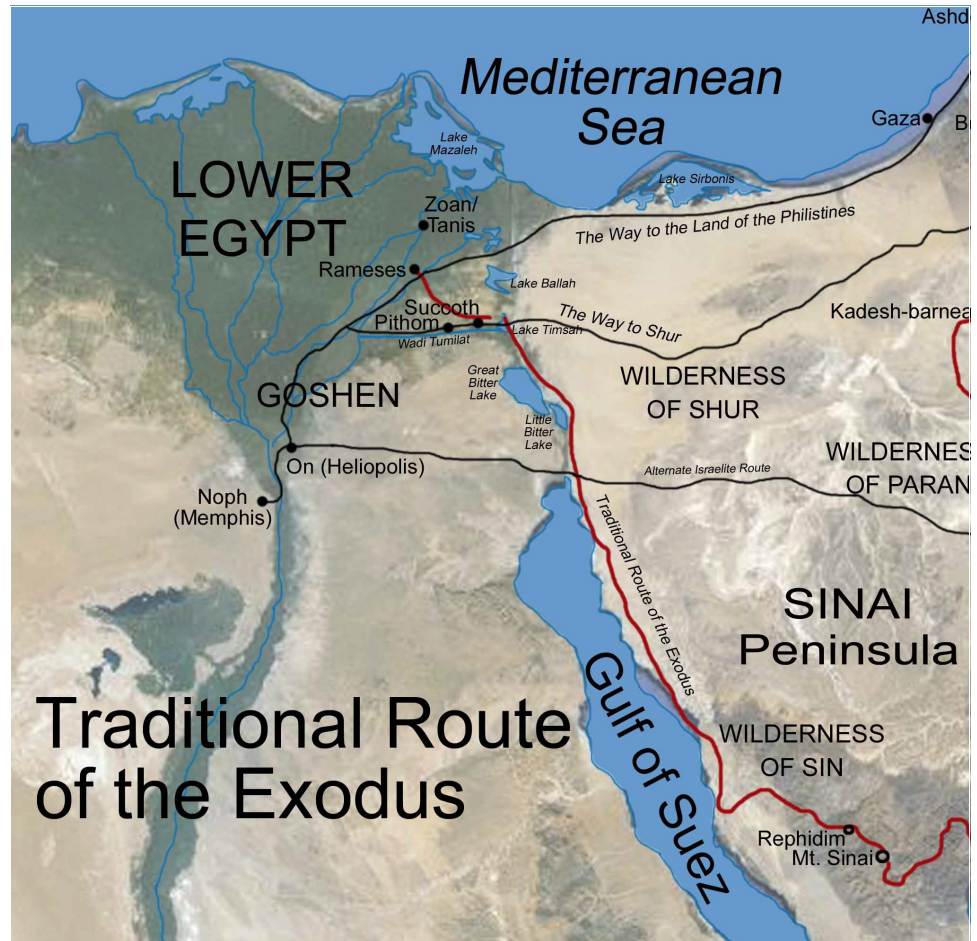 Ashd
Mediterranean
Sea
Gaza
B
Lake
Mazaleh
LOWER
EGYPT
Lake Sirbonis
Zoan/
Tanis
The Way to the Land of the Philistines
Rameses
Lake Ballah
Succoth
Pithom
The Way to Shur
Kadesh-barnea
Lake Timsah
Wadi Tumilat
Great
Bitter
Lake
WILDERNESS
OF SHUR
GOSHEN
Little
Bitter
Lake
WILDERNES
OF PARAN
On (Heliopolis)
Alternate Israelite Route
Noph
(Memphis)
Traditional Route of the Exodus
SINAI
Peninsula
Gulf of Suez
Traditional Route
of the Exodus
WILDERNESS
OF SIN
Rephidim
Mt. Sinai